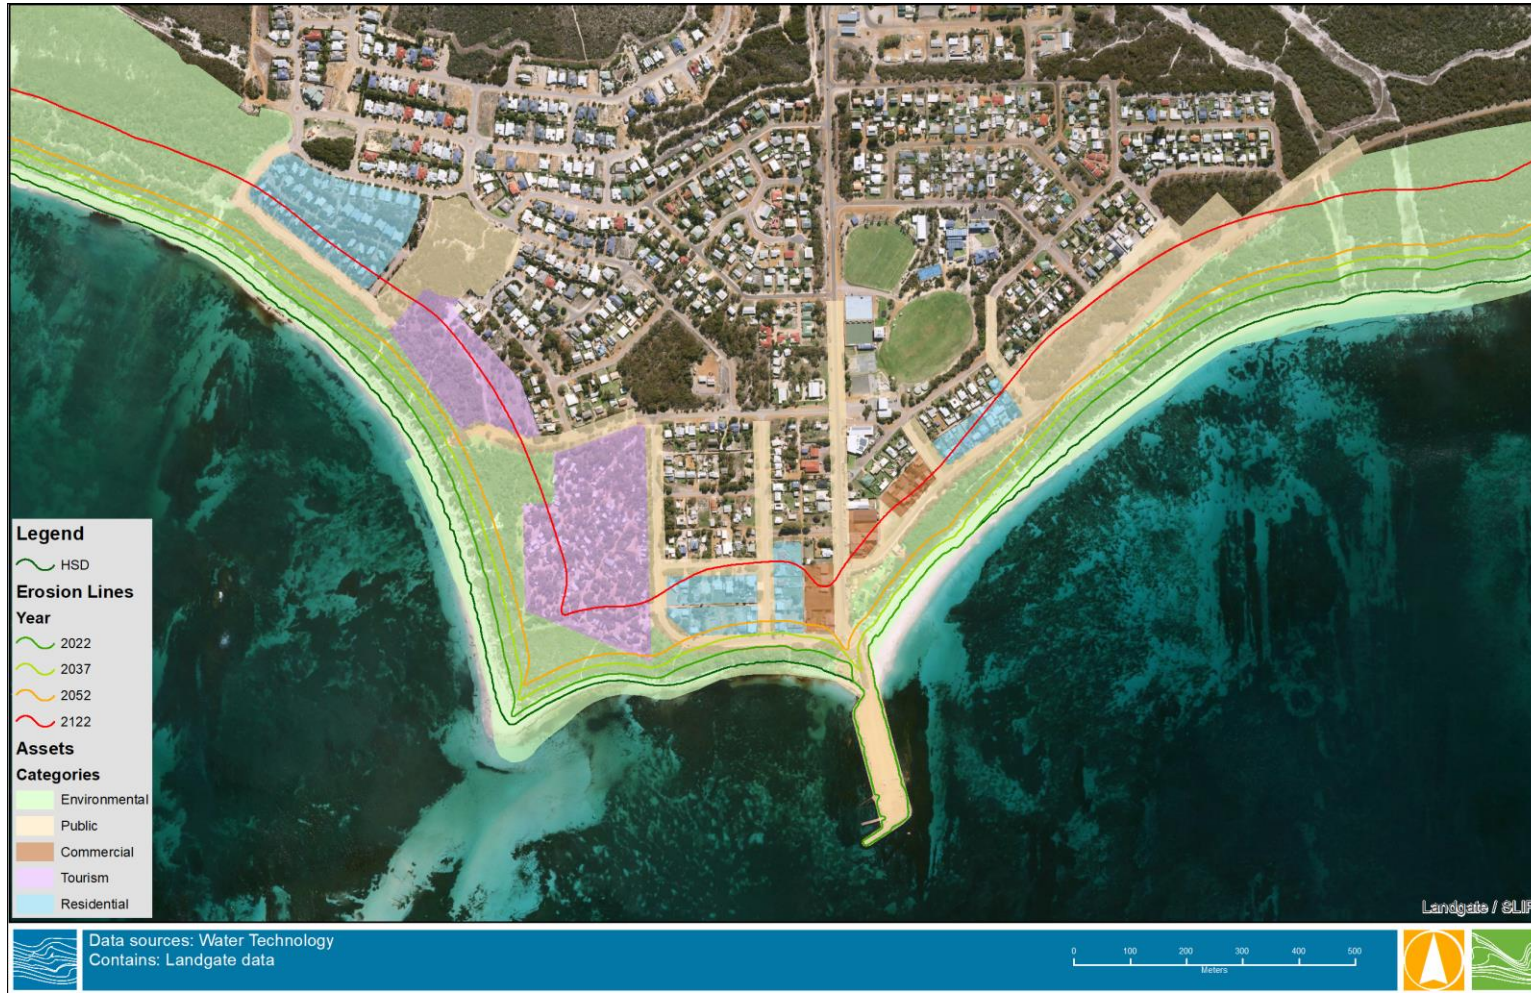 Legend
HSD
Erosion Lines
Year
2022
2037
2052
2122
Assets
Categories
Environmental
Public
Commercial
Tourism
Residential
Landgate / SLIP
Data sources: Water Technology
Contains: Landgate data
0 100 200 300 400 500
Meters